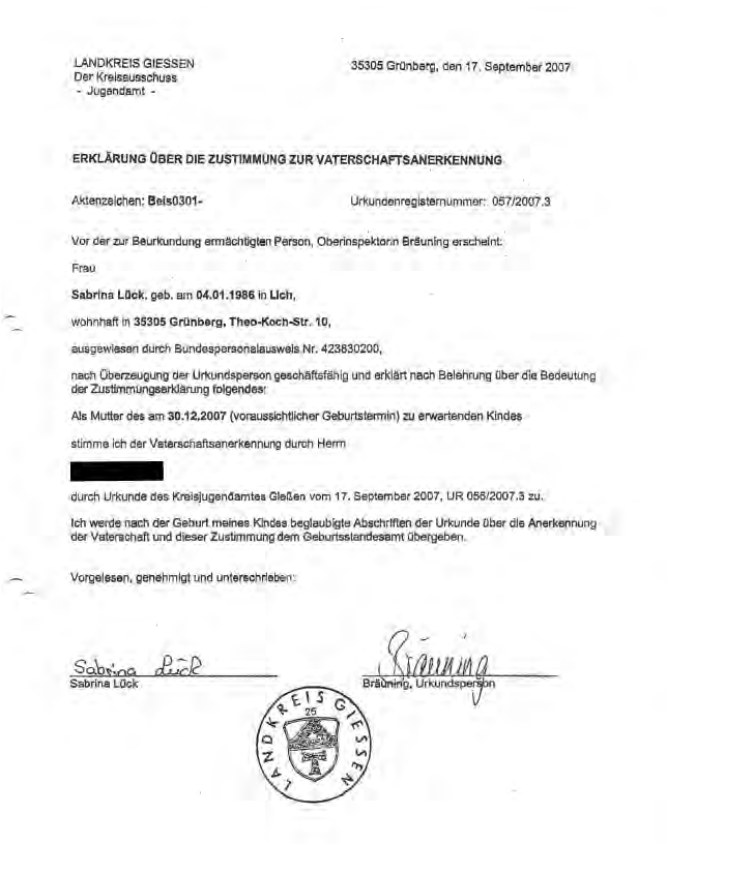 LANDKREIS GIESSEN
Der Kreisausschuss
- Jugendamt -
35305 Grünberg, den 17. September 2007
ERKLÄRUNG ÜBER DIE ZUSTIMMUNG ZUR VATERSCHAFTSANERKENNUNG
Aktenzeichen: Beis0301-
Urkundenregisternummer: 057/2007.3
Vor der zur Beurkundung ermächtigten Person, Oberinspektorin Bräuning erscheint:
Frau
Sabrina Lück, geb. am 04.01.1986 in Lich,
wohnhaft in 35305 Grünberg, Theo-Koch-Str. 10,
ausgewiesen durch Bundespersonalausweis Nr. 423630200,
nach Überzeugung der Urkundsperson geschäftsfähig und erklärt nach Belehrung über die Bedeutung
der Zustimmungserklärung folgendes:
Als Mutter des am 30.12.2007 (voraussichtlicher Geburtstermin) zu erwartenden Kindes
stimme ich der Vaterschaftsanerkennung durch Herrn
durch Urkunde des Kreisjugendamtes Gießen vom 17. September 2007, UR 056/2007.3 zu.
Ich werde nach der Geburt meines Kindes beglaubigte Abschriften der Urkunde über die Anerkennung
der Vaterschaft und dieser Zustimmung dem Geburtsstandesamt übergeben.
Vorgelesen, genehmigt und unterschrieben:
Sabrina Lück
Bräuning
Sabrina Lück
Bräuning, Urkundsperson
LANDKREIS GIESSEN
25